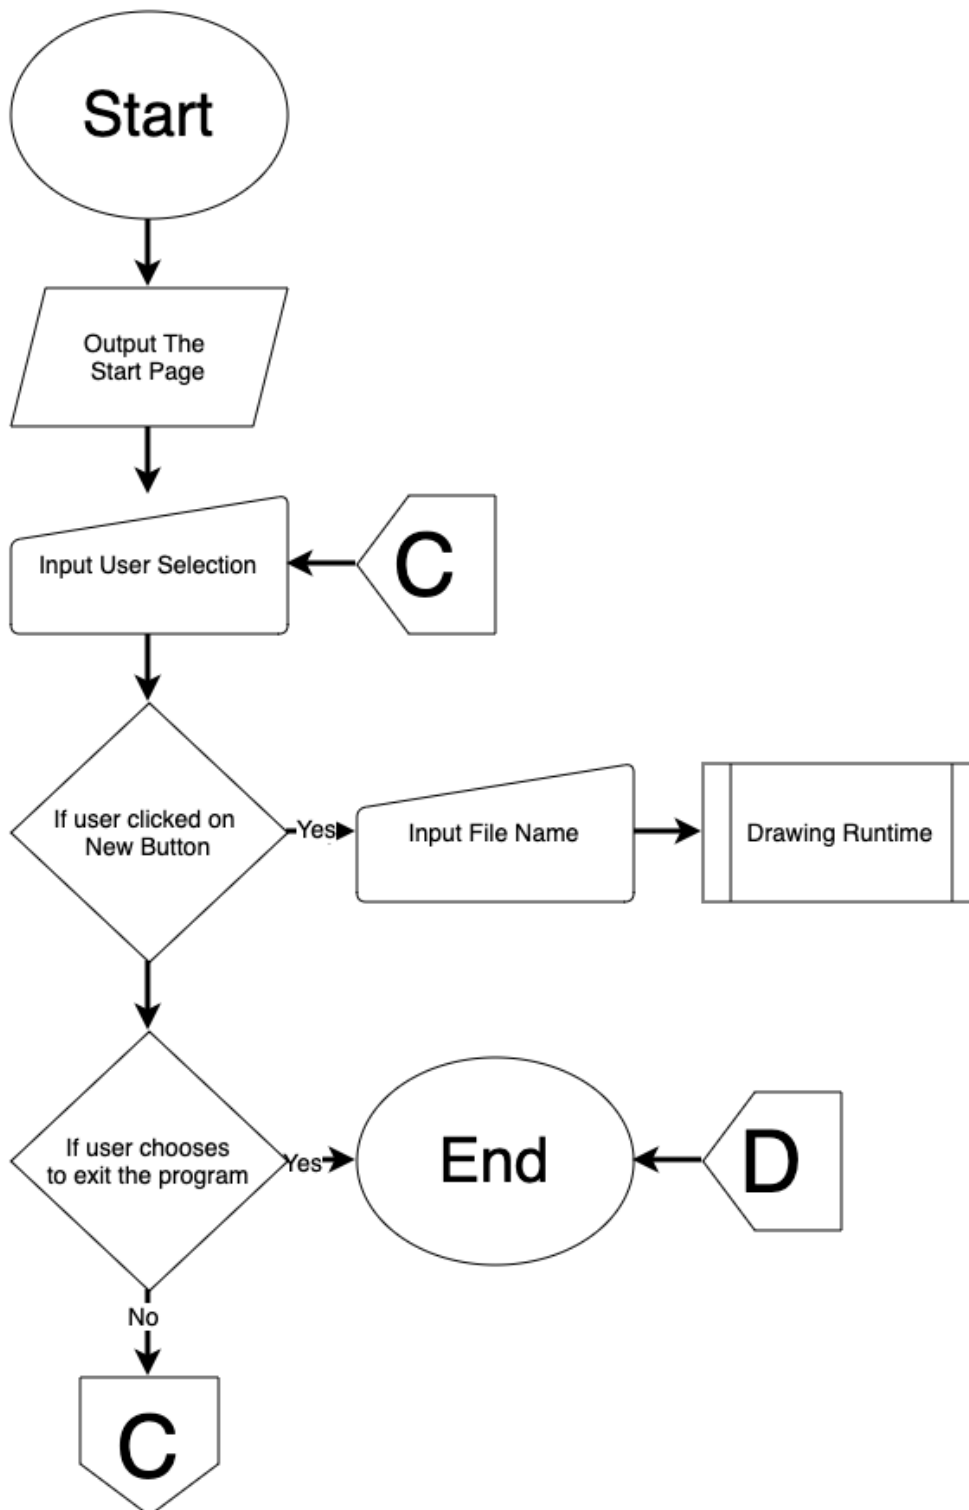 Start
Output The
Start Page
Input User Selection
C
If user clicked on
New Button
Yes
Input File Name
Drawing Runtime
If user chooses
to exit the program
Yes
End
D
No
C